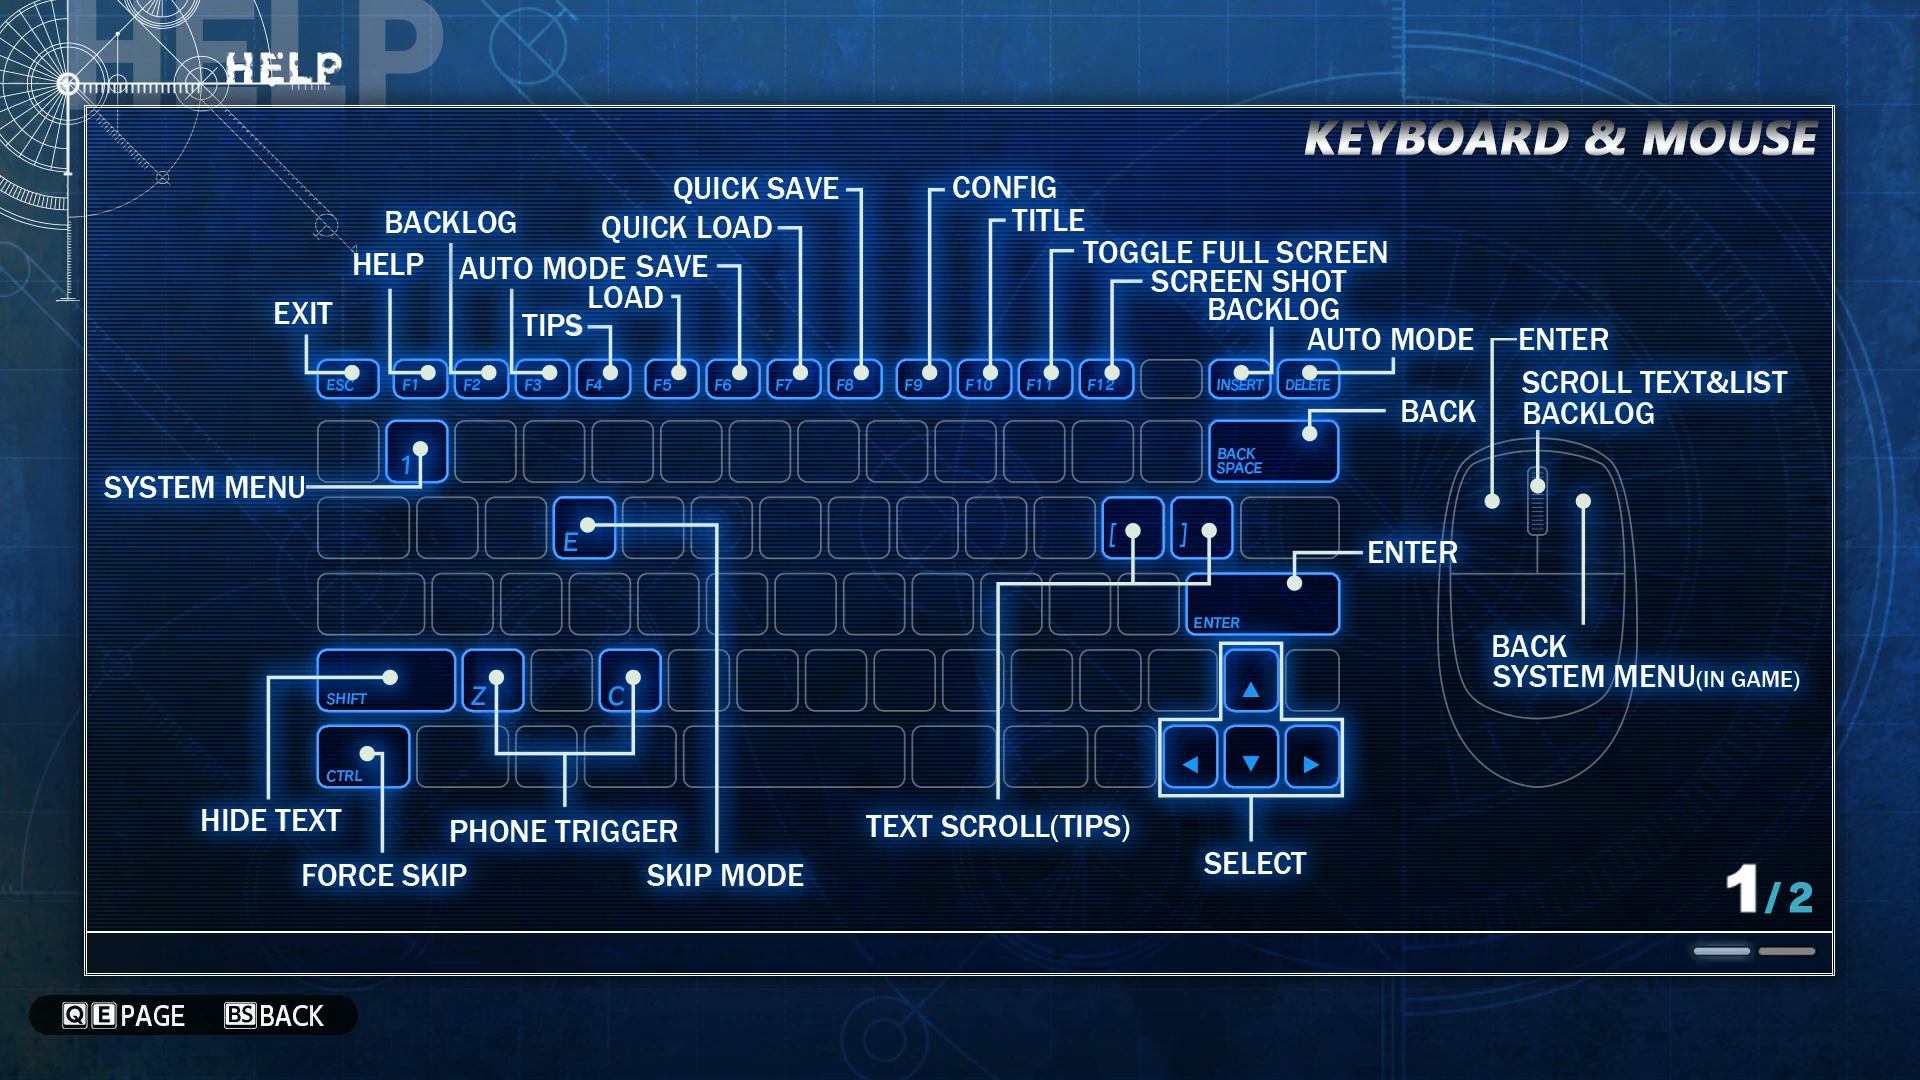 HELP
HELP
KEYBOARD & MOUSE
QUICK SAVE
CONFIG
BACKLOG
QUICK LOAD
TITLE
HELP
AUTO MODE
SAVE
TOGGLE FULL SCREEN
LOAD
SCREEN SHOT
EXIT
TIPS
BACKLOG
AUTO MODE
ENTER
ESC
F1
F2
F3
F4
F5
F6
F7
F8
F9
F10
F11
F12
INSERT
DELETE
SCROLL TEXT&LIST
BACKLOG
BACK
1
BACK
SPACE
SYSTEM MENU
E
[
]
ENTER
ENTER
SHIFT
Z
C
BACK
SYSTEM MENU(IN GAME)
CTRL
HIDE TEXT
PHONE TRIGGER
TEXT SCROLL(TIPS)
FORCE SKIP
SKIP MODE
SELECT
1/2
Q E PAGE
BS BACK